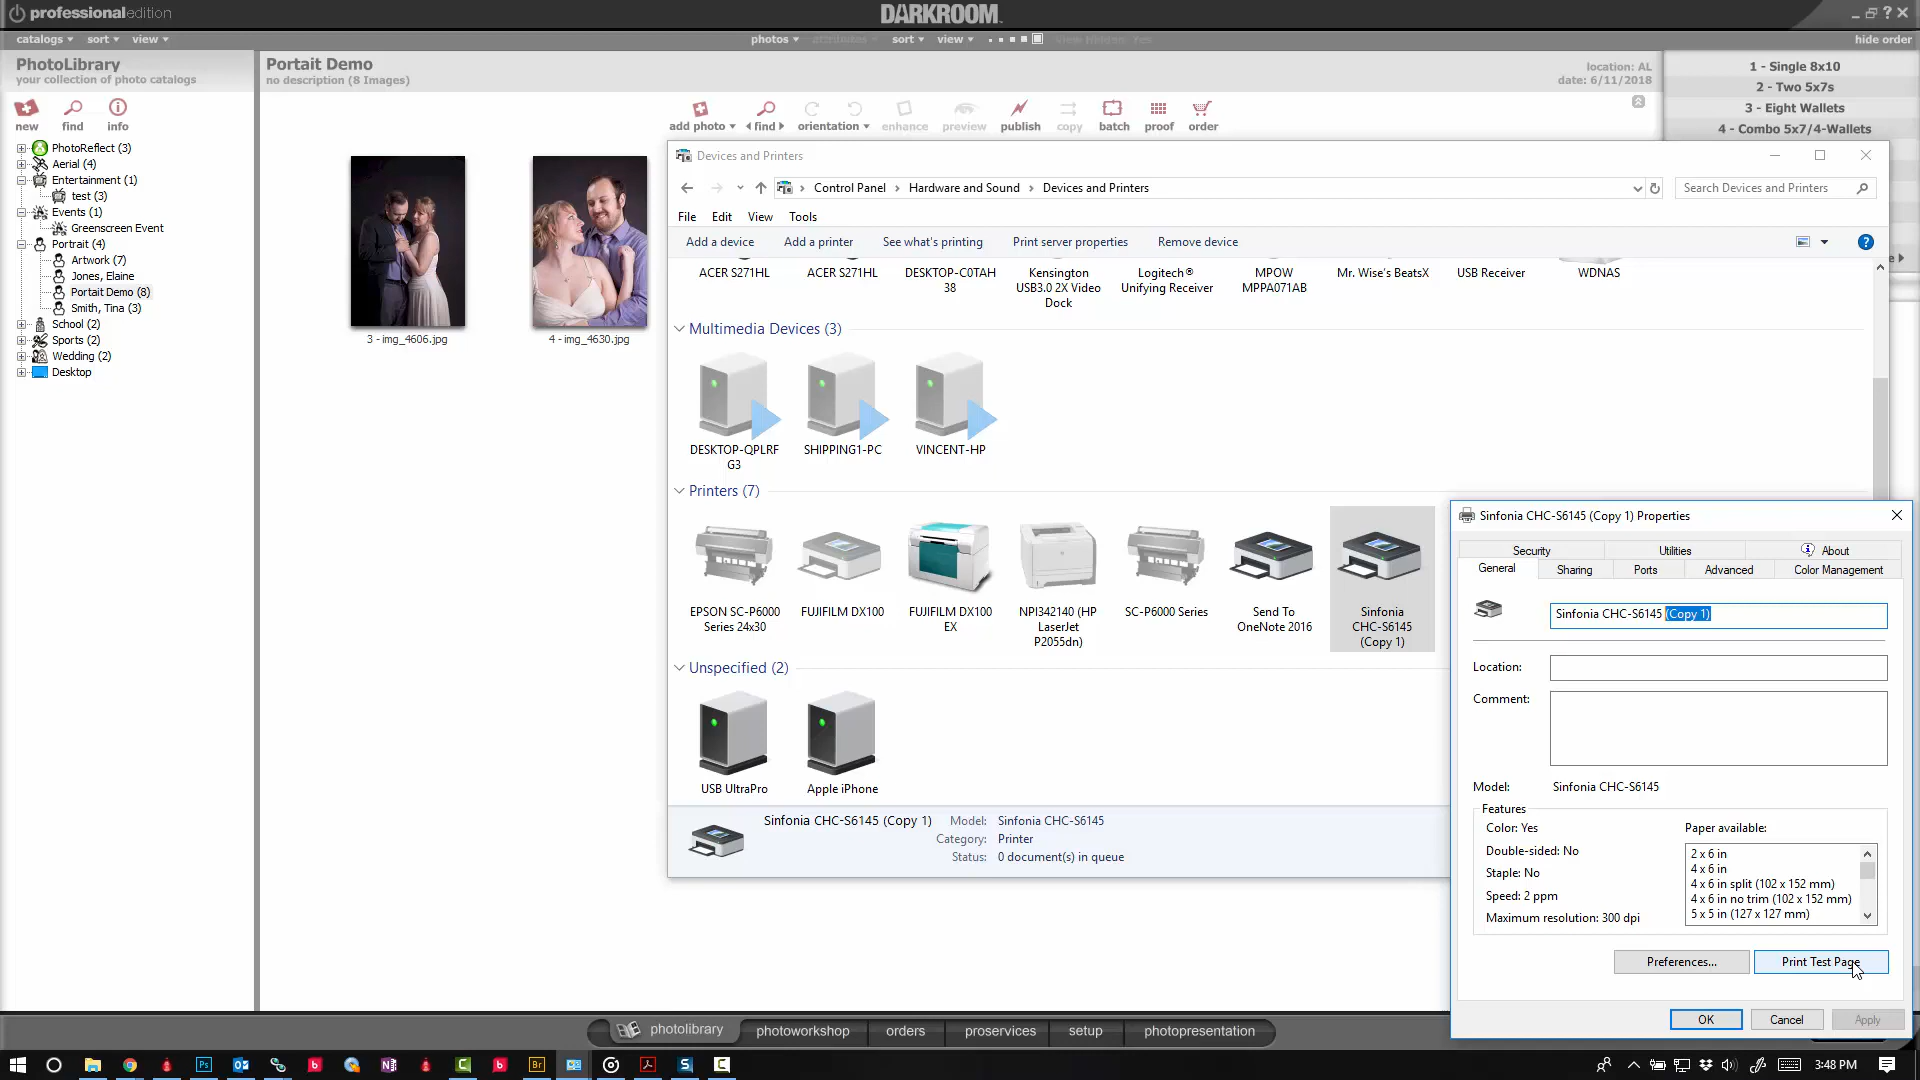 professionaledition
DARKROOM
catalogs sort view
photos attributes sort view
hide order
PhotoLibrary
your collection of photo catalogs
new find info
PhotoReflect (3)
Aerial (4)
Entertainment (1)
test (3)
Events (1)
Greenscreen Event
Portrait (4)
Artwork (7)
Jones, Elaine
Portait Demo (8)
Smith, Tina (3)
School (2)
Sports (2)
Wedding (2)
Desktop
Portait Demo
no description (8 Images)
location: AL
date: 6/11/2018
add photo find orientation enhance preview publish copy batch proof order
1 - Single 8x10
2 - Two 5x7s
3 - Eight Wallets
4 - Combo 5x7/4-Wallets
3 - img_4606.jpg
4 - img_4630.jpg
Devices and Printers
Control Panel > Hardware and Sound > Devices and Printers
Search Devices and Printers
File Edit View Tools
Add a device Add a printer See what's printing Print server properties Remove device
ACER S271HL
ACER S271HL
DESKTOP-C0TAH
38
Kensington
USB3.0 2X Video
Dock
Logitech®
Unifying Receiver
MPOW
MPPA071AB
Mr. Wise's BeatsX
USB Receiver
WDNAS
Multimedia Devices (3)
DESKTOP-QPLRF
G3
SHIPPING1-PC
VINCENT-HP
Printers (7)
EPSON SC-P6000
Series 24x30
FUJIFILM DX100
FUJIFILM DX100
EX
NPI342140 (HP
LaserJet
P2055dn)
SC-P6000 Series
Send To
OneNote 2016
Sinfonia
CHC-S6145
(Copy 1)
Unspecified (2)
USB UltraPro
Apple iPhone
Sinfonia CHC-S6145 (Copy 1)
Model: Sinfonia CHC-S6145
Category: Printer
Status: 0 document(s) in queue
Sinfonia CHC-S6145 (Copy 1) Properties
Security Utilities About
General Sharing Ports Advanced Color Management
Sinfonia CHC-S6145 (Copy 1)
Location:
Comment:
Model: Sinfonia CHC-S6145
Features
Color: Yes
Double-sided: No
Staple: No
Speed: 2 ppm
Maximum resolution: 300 dpi
Paper available:
2 x 6 in
4 x 6 in
4 x 6 in split (102 x 152 mm)
4 x 6 in no trim (102 x 152 mm)
5 x 5 in (127 x 127 mm)
Preferences... Print Test Page
OK Cancel Apply
photolibrary photoworkshop orders proservices setup photopresentation
3:48 PM